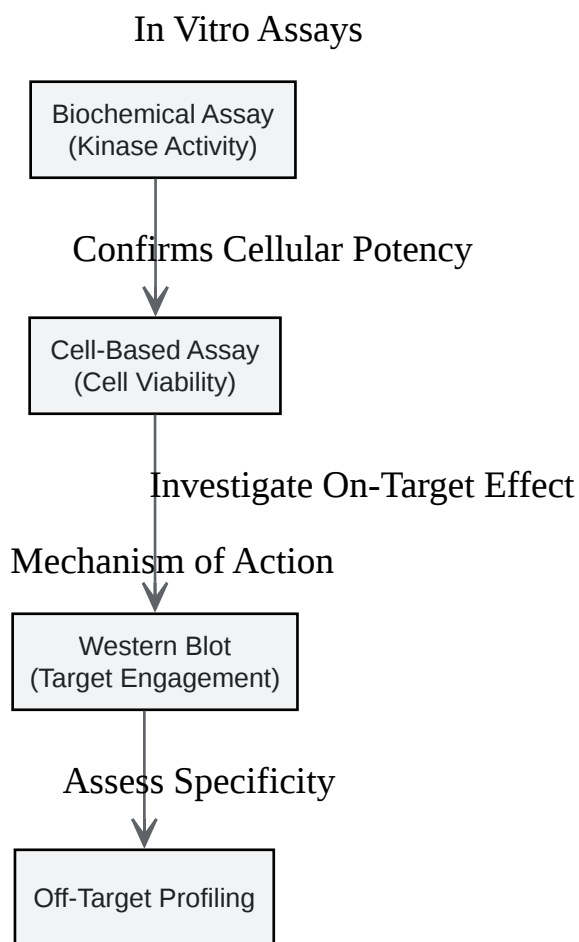 In Vitro Assays
Biochemical Assay
(Kinase Activity)
Confirms Cellular Potency
Cell-Based Assay
(Cell Viability)
Investigate On-Target Effect
Mechanism of Action
Western Blot
(Target Engagement)
Assess Specificity
Off-Target Profiling